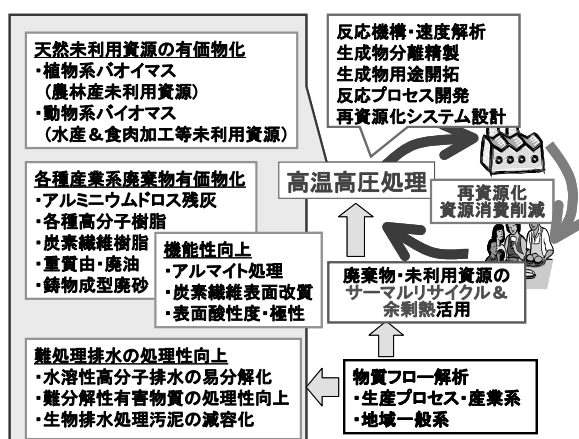 天然未利用資源の有価物化
・植物系バオイマス
（農林産未利用資源）
・動物系バイオマス
（水産＆食肉加工等未利用資源）
各種産業系廃棄物有価物化
・アルミニウムドロス残灰
・各種高分子樹脂
・炭素繊維樹脂
・重質由・廃油
・鋳物成型廃砂
機能性向上
・アルマイト処理
・炭素繊維表面改質
・表面酸性度・極性
難処理排水の処理性向上
・水溶性高分子排水の易分解化
・難分解性有害物質の処理性向上
・生物排水処理汚泥の減容化
反応機構・速度解析
生成物分離精製
生成物用途開拓
反応プロセス開発
再資源化システム設計
高温高圧処理
再資源化
資源消費削減
廃棄物・未利用資源の
サーマルリサイクル＆
余剰熱活用
物質フロー解析
・生産プロセス・産業系
・地域一般系